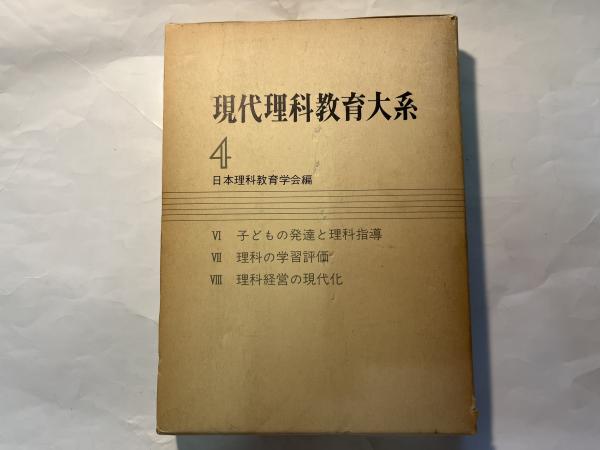 現代理科教育大系
4
日本理科教育学会編
Ⅵ 子どもの発達と理科指導
Ⅶ 理科の学習評価
Ⅷ 理科経営の現代化